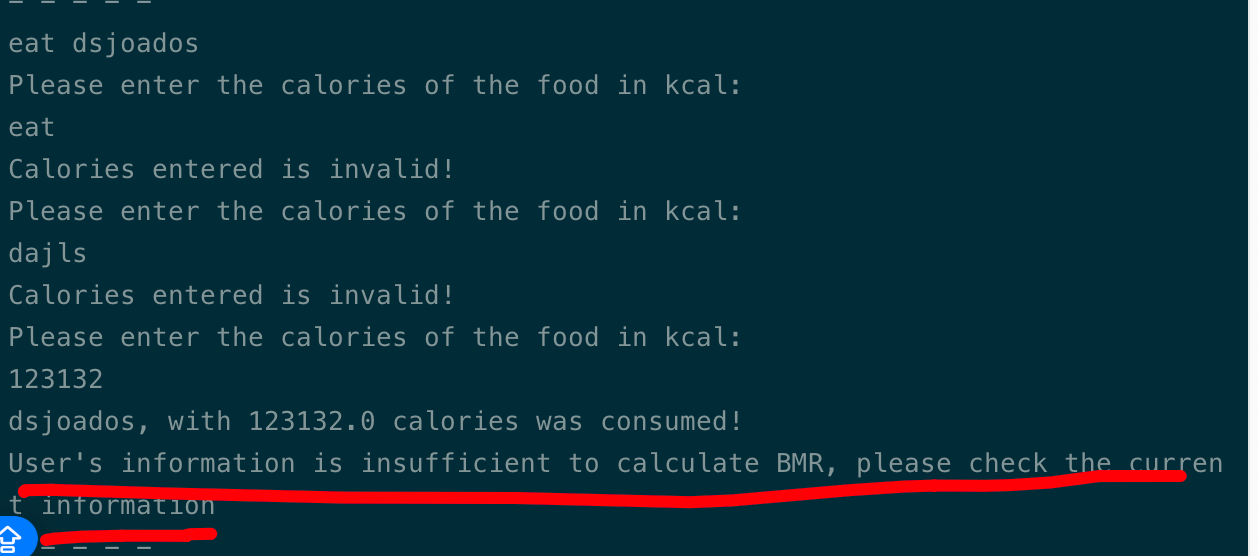 _ _ _ _ _
eat dsjoados
Please enter the calories of the food in kcal:
eat
Calories entered is invalid!
Please enter the calories of the food in kcal:
dajls
Calories entered is invalid!
Please enter the calories of the food in kcal:
123132
dsjoados, with 123132.0 calories was consumed!
User's information is insufficient to calculate BMR, please check the curren
t information
_ _ _ _